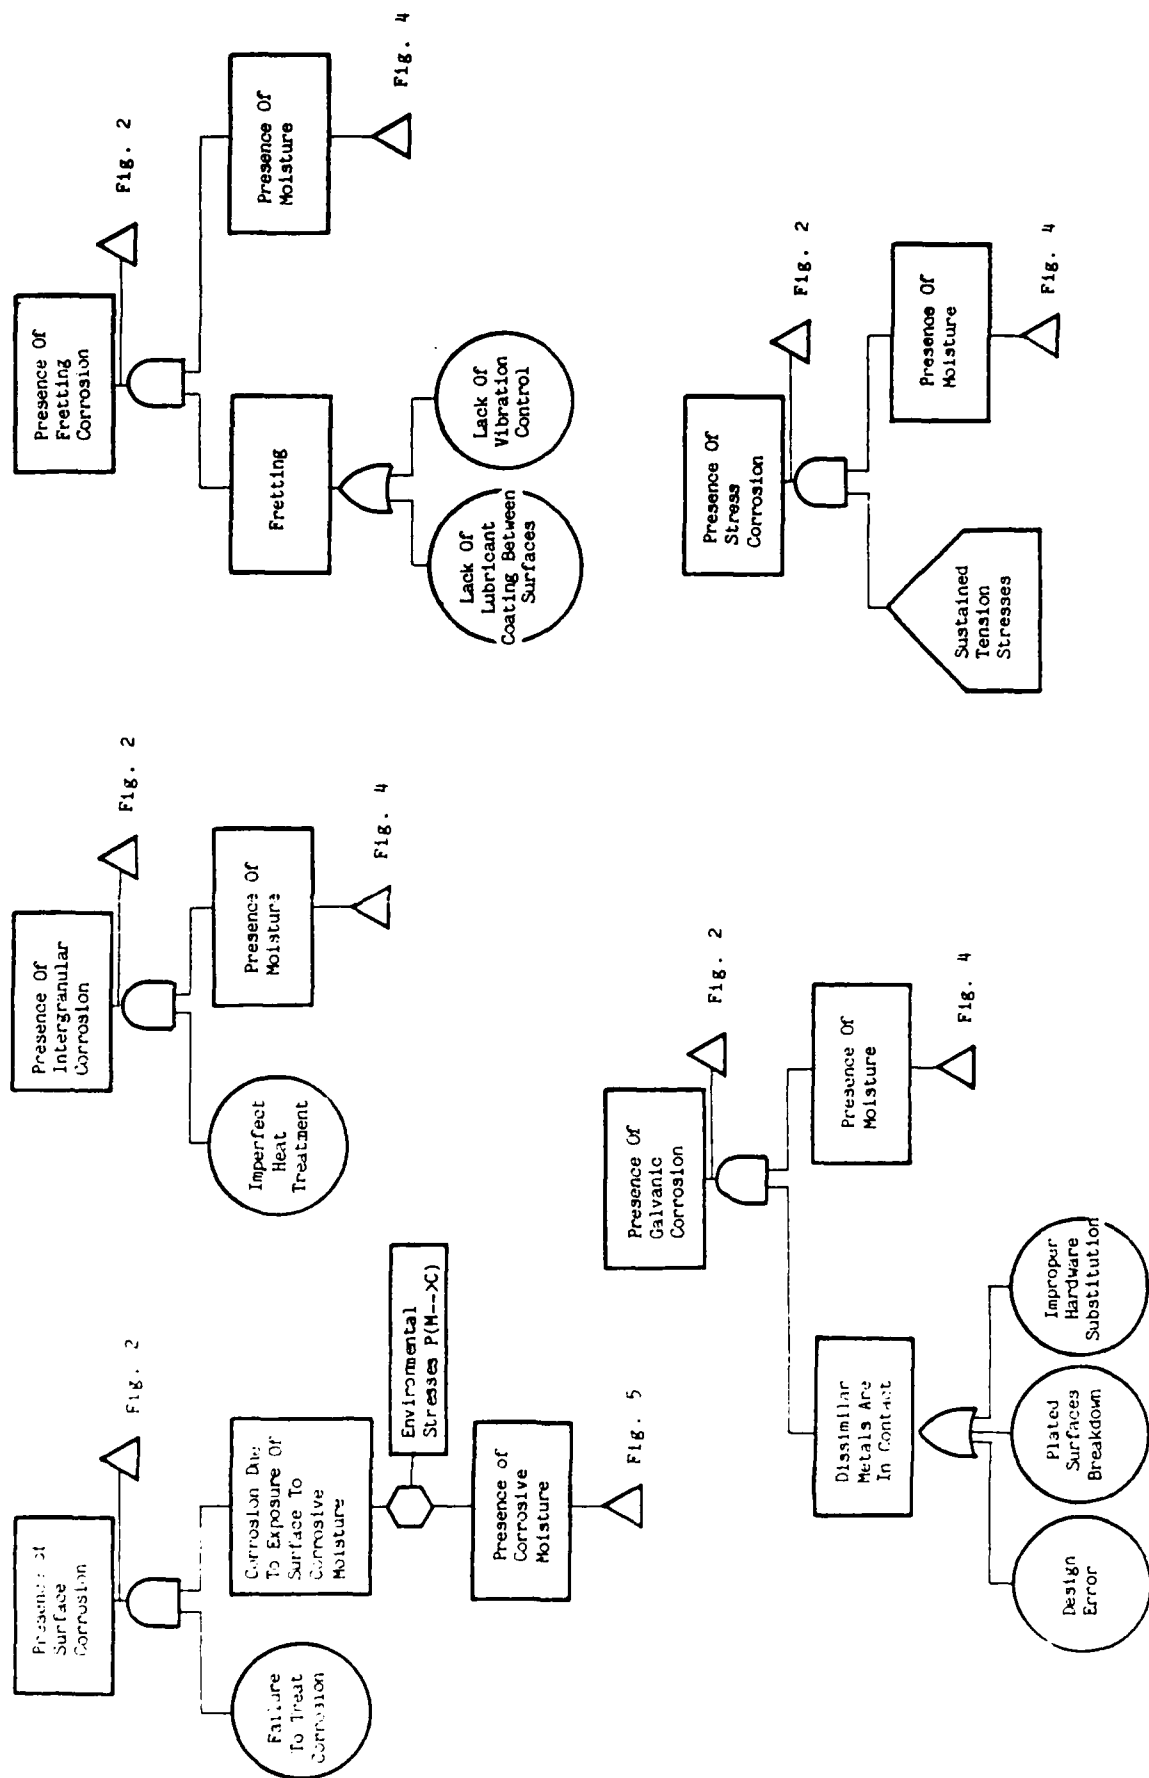 Presence Of
Surface
Corrosion
Fig. 2
Failure
To Treat
Corrosion
Corrosion Due
To Exposure Of
Surface To
Corrosive
Moisture
Environmental
Stresses P(M-->C)
Presence of
Corrosive
Moisture
Fig. 5
Presence Of
Intergranular
Corrosion
Fig. 2
Imperfect
Heat
Treatment
Presence Of
Moisture
Fig. 4
Presence Of
Fretting
Corrosion
Fig. 2
Fretting
Presence Of
Moisture
Fig. 4
Lack Of
Lubricant
Coating Between
Surfaces
Lack Of
Vibration
Control
Presence Of
Galvanic
Corrosion
Fig. 2
Dissimilar
Metals Are
In Contact
Presence Of
Moisture
Fig. 4
Design
Error
Plated
Surfaces
Breakdown
Improper
Hardware
Substitution
Presence Of
Stress
Corrosion
Fig. 2
Sustained
Tension
Stresses
Presence Of
Moisture
Fig. 4